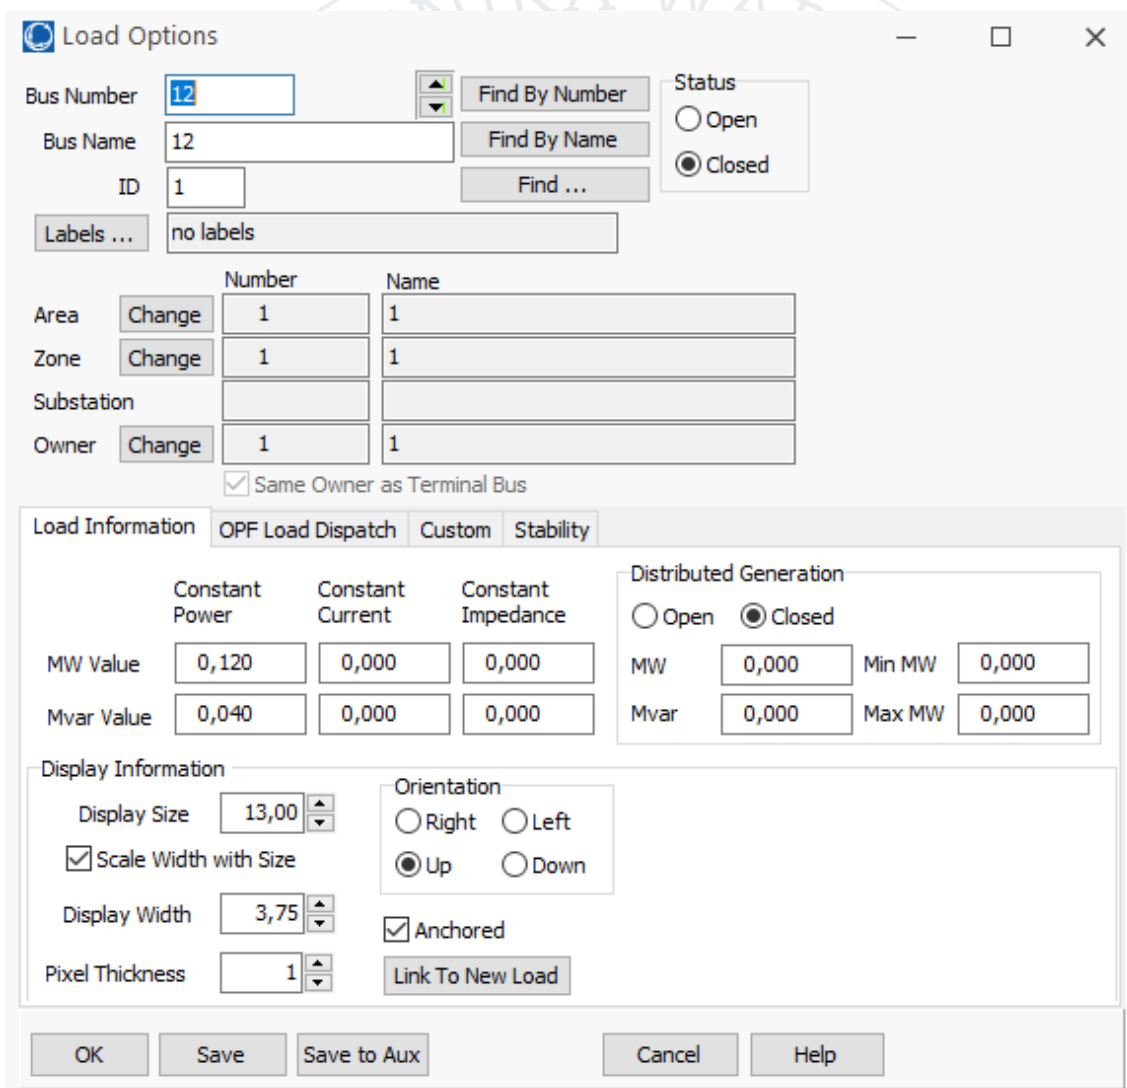 Load Options
Bus Number 12 Find By Number Status
Open
Bus Name 12 Find By Name
Closed
ID 1 Find ...
Labels ... no labels
Number Name
Area Change 1 1
Zone Change 1 1
Substation
Owner Change 1 1
Same Owner as Terminal Bus
Load Information OPF Load Dispatch Custom Stability
Constant Power Constant Current Constant Impedance Distributed Generation
Open Closed
MW Value 0,120 0,000 0,000 MW 0,000 Min MW 0,000
Mvar Value 0,040 0,000 0,000 Mvar 0,000 Max MW 0,000
Display Information
Orientation
Display Size 13,00 Right Left
Scale Width with Size Up Down
Display Width 3,75 Anchored
Pixel Thickness 1 Link To New Load
OK Save Save to Aux Cancel Help